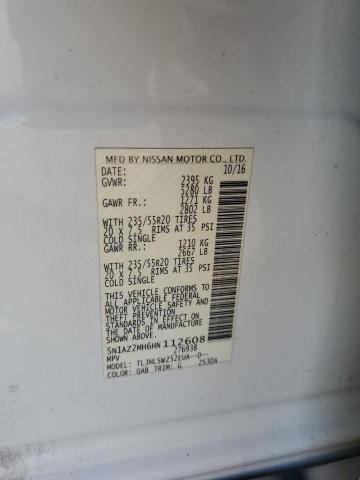 MFD BY NISSAN MOTOR CO., LTD.
DATE: 10/16
GVWR: 2395 KG
5280 LB
GAWR FR.: 1271 KG
2802 LB
WITH 235/55R20 TIRES
20 X 7.5 RIMS AT 35 PSI
COLD SINGLE
GAWR RR.: 1210 KG
2667 LB
WITH 235/55R20 TIRES
20 X 7.5 RIMS AT 35 PSI
COLD SINGLE
THIS VEHICLE CONFORMS TO ALL
APPLICABLE FEDERAL
MOTOR VEHICLE SAFETY AND
BUMPER STANDARDS IN EFFECT ON
THE DATE OF MANUFACTURE
SHOWN ABOVE.
5N1AZ2MH6HN112608
MPV 276938
MODEL: TLJNLSWZ52EUA--D--
COLOR: QAB TRIM: G ZS30A